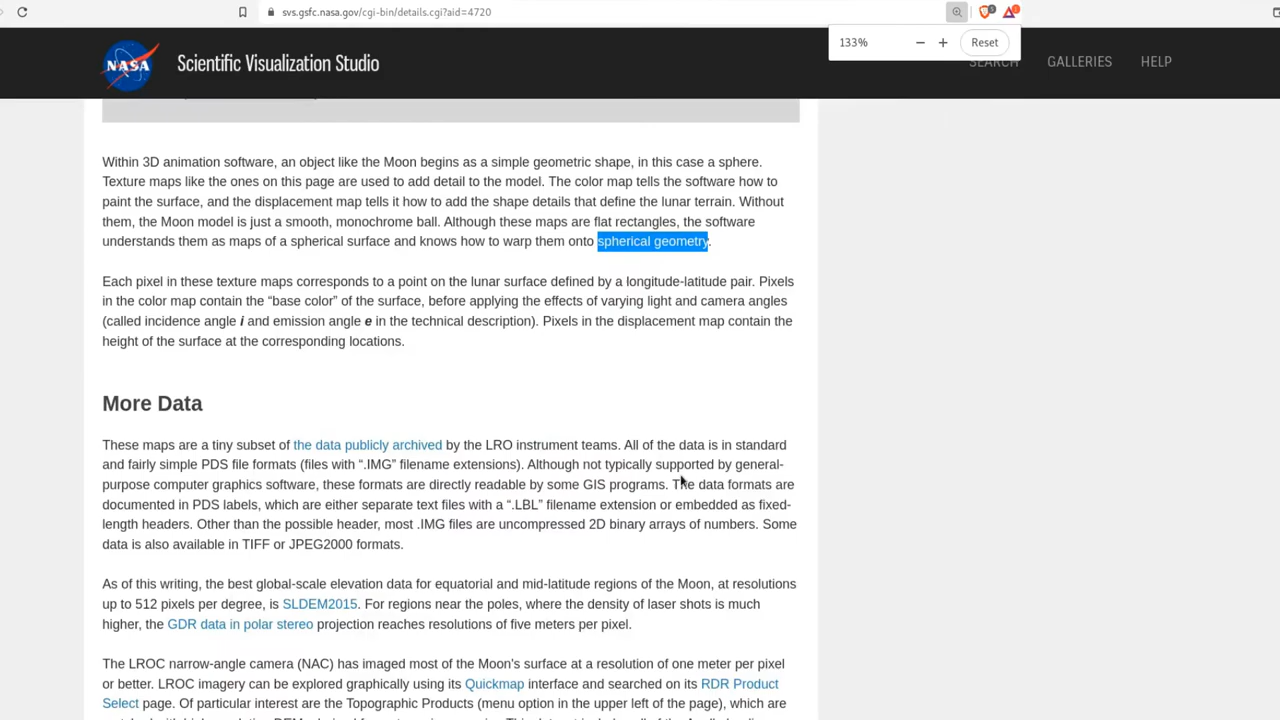 svs.gsfc.nasa.gov/cgi-bin/details.cgi?aid=4720
133%
Reset
NASA
Scientific Visualization Studio
SEARCH GALLERIES HELP
Within 3D animation software, an object like the Moon begins as a simple geometric shape, in this case a sphere.
Texture maps like the ones on this page are used to add detail to the model. The color map tells the software how to
paint the surface, and the displacement map tells it how to add the shape details that define the lunar terrain. Without
them, the Moon model is just a smooth, monochrome ball. Although these maps are flat rectangles, the software
understands them as maps of a spherical surface and knows how to warp them onto spherical geometry.
Each pixel in these texture maps corresponds to a point on the lunar surface defined by a longitude-latitude pair. Pixels
in the color map contain the “base color” of the surface, before applying the effects of varying light and camera angles
(called incidence angle i and emission angle e in the technical description). Pixels in the displacement map contain the
height of the surface at the corresponding locations.
More Data
These maps are a tiny subset of the data publicly archived by the LRO instrument teams. All of the data is in standard
and fairly simple PDS file formats (files with “.IMG” filename extensions). Although not typically supported by general-
purpose computer graphics software, these formats are directly readable by some GIS programs. The data formats are
documented in PDS labels, which are either separate text files with a “.LBL” filename extension or embedded as fixed-
length headers. Other than the possible header, most .IMG files are uncompressed 2D binary arrays of numbers. Some
data is also available in TIFF or JPEG2000 formats.
As of this writing, the best global-scale elevation data for equatorial and mid-latitude regions of the Moon, at resolutions
up to 512 pixels per degree, is SLDEM2015. For regions near the poles, where the density of laser shots is much
higher, the GDR data in polar stereo projection reaches resolutions of five meters per pixel.
The LROC narrow-angle camera (NAC) has imaged most of the Moon's surface at a resolution of one meter per pixel
or better. LROC imagery can be explored graphically using its Quickmap interface and searched on its RDR Product
Select page. Of particular interest are the Topographic Products (menu option in the upper left of the page), which are